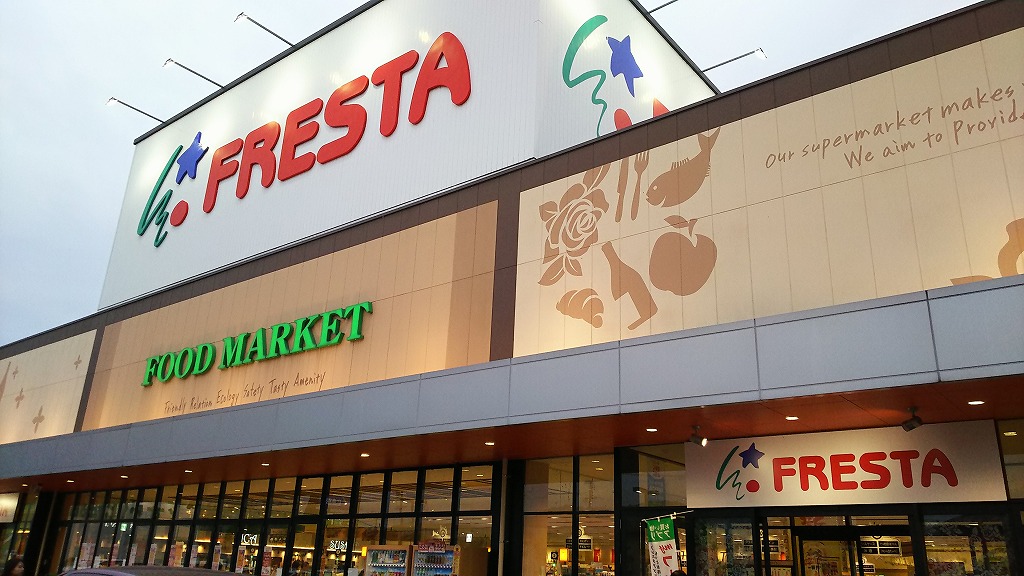 FRESTA
Our supermarket makes
We aim to Provid
FOOD MARKET
Friendly Relation Ecology Safety Tasty Amenity
FRESTA